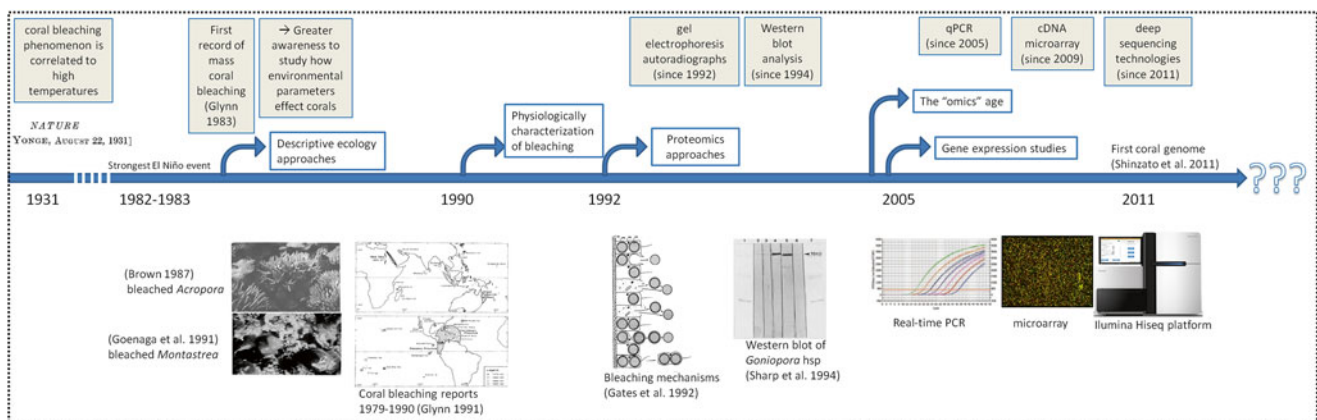 coral bleaching
phenomenon is
correlated to
high
temperatures
First
record of
mass
coral
bleaching
(Glynn
1983)
→ Greater
awareness to
study how
environmental
parameters
effect corals
gel
electrophoresis
autoradiographs
(since 1992)
Western
blot
analysis
(since 1994)
qPCR
(since 2005)
cDNA
microarray
(since 2009)
deep
sequencing
technologies
(since 2011)
NATURE
YONGE, AUGUST 22, 1931]
Strongest El Niño event
Descriptive ecology
approaches
Physiologically
characterization
of bleaching
Proteomics
approaches
The “omics” age
Gene expression studies
First coral genome
(Shinzato et al. 2011)
???
1931
1982-1983
1990
1992
2005
2011
(Brown 1987)
bleached Acropora
(Goenaga et al. 1991)
bleached Montastrea
Coral bleaching reports
1979-1990 (Glynn 1991)
Bleaching mechanisms
(Gates et al. 1992)
Western blot of
Goniopora hsp
(Sharp et al. 1994)
Real-time PCR
microarray
Ilumina Hiseq platform